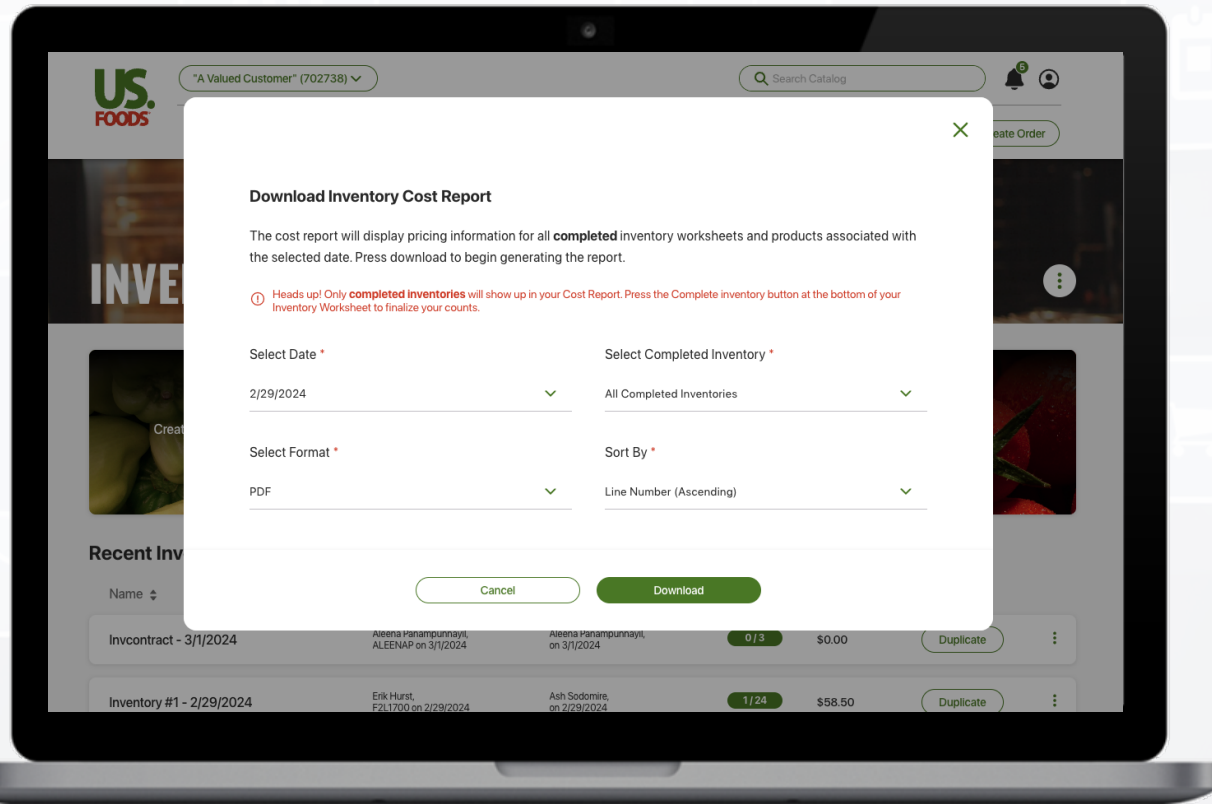 US.
FOODS
"A Valued Customer" (702738)
Search Catalog
5
eate Order
Download Inventory Cost Report
The cost report will display pricing information for all completed inventory worksheets and products associated with
the selected date. Press download to begin generating the report.
INVE
Heads up! Only completed inventories will show up in your Cost Report. Press the Complete inventory button at the bottom of your
Inventory Worksheet to finalize your counts.
Select Date *
Select Completed Inventory *
2/29/2024
All Completed Inventories
Creat
Select Format *
Sort By *
PDF
Line Number (Ascending)
Recent Inv
Name
Cancel
Download
Invcontract - 3/1/2024
Aleena Panampunnayil,
ALEENAP on 3/1/2024
Aleena Panampunnayil,
on 3/1/2024
0/3
$0.00
Duplicate
Inventory #1 - 2/29/2024
Erik Hurst,
F2L1700 on 2/29/2024
Ash Sodomire,
on 2/29/2024
1/24
$58.50
Duplicate